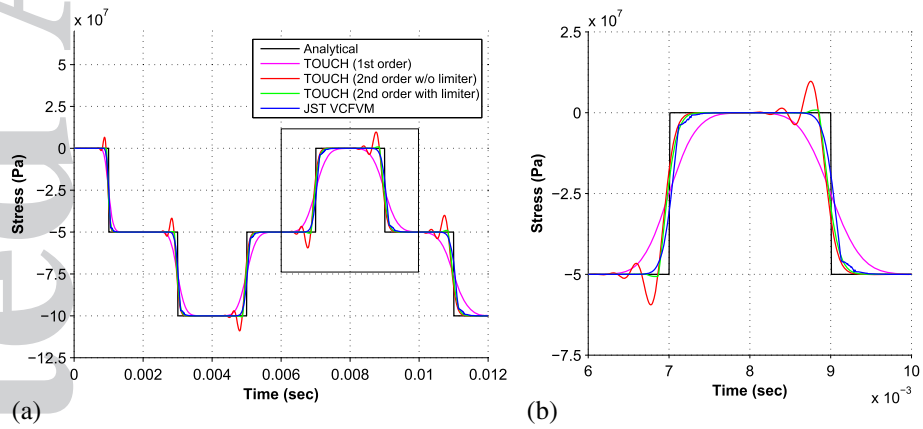 x 10⁷
5
2.5
0
−2.5
−5
−7.5
−10
−12.5
Stress (Pa)
Analytical
TOUCH (1st order)
TOUCH (2nd order w/o limiter)
TOUCH (2nd order with limiter)
JST VCFVM
0
0.002
0.004
0.006
0.008
0.01
0.012
Time (sec)
(a)
x 10⁷
2.5
0
−2.5
−5
−7.5
Stress (Pa)
6
7
8
9
10
Time (sec)
x 10⁻³
(b)